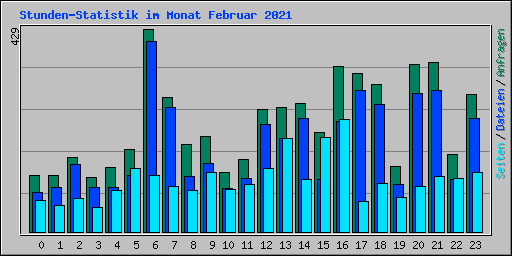 Stunden-Statistik im Monat Februar 2021
429
Seiten / Dateien / Anfragen
0 1 2 3 4 5 6 7 8 9 10 11 12 13 14 15 16 17 18 19 20 21 22 23